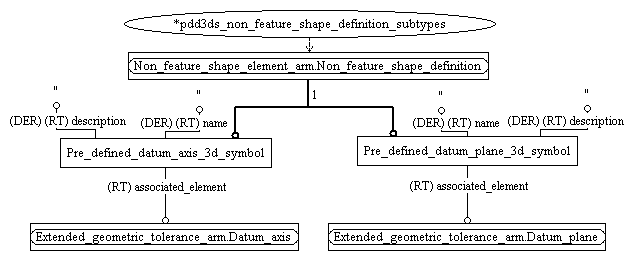 *pdd3ds_non_feature_shape_definition_subtypes
Non_feature_shape_element_arm.Non_feature_shape_definition
1
" " " "
(DER) (RT) description (DER) (RT) name (DER) (RT) name (DER) (RT) description
Pre_defined_datum_axis_3d_symbol Pre_defined_datum_plane_3d_symbol
(RT) associated_element (RT) associated_element
Extended_geometric_tolerance_arm.Datum_axis Extended_geometric_tolerance_arm.Datum_plane